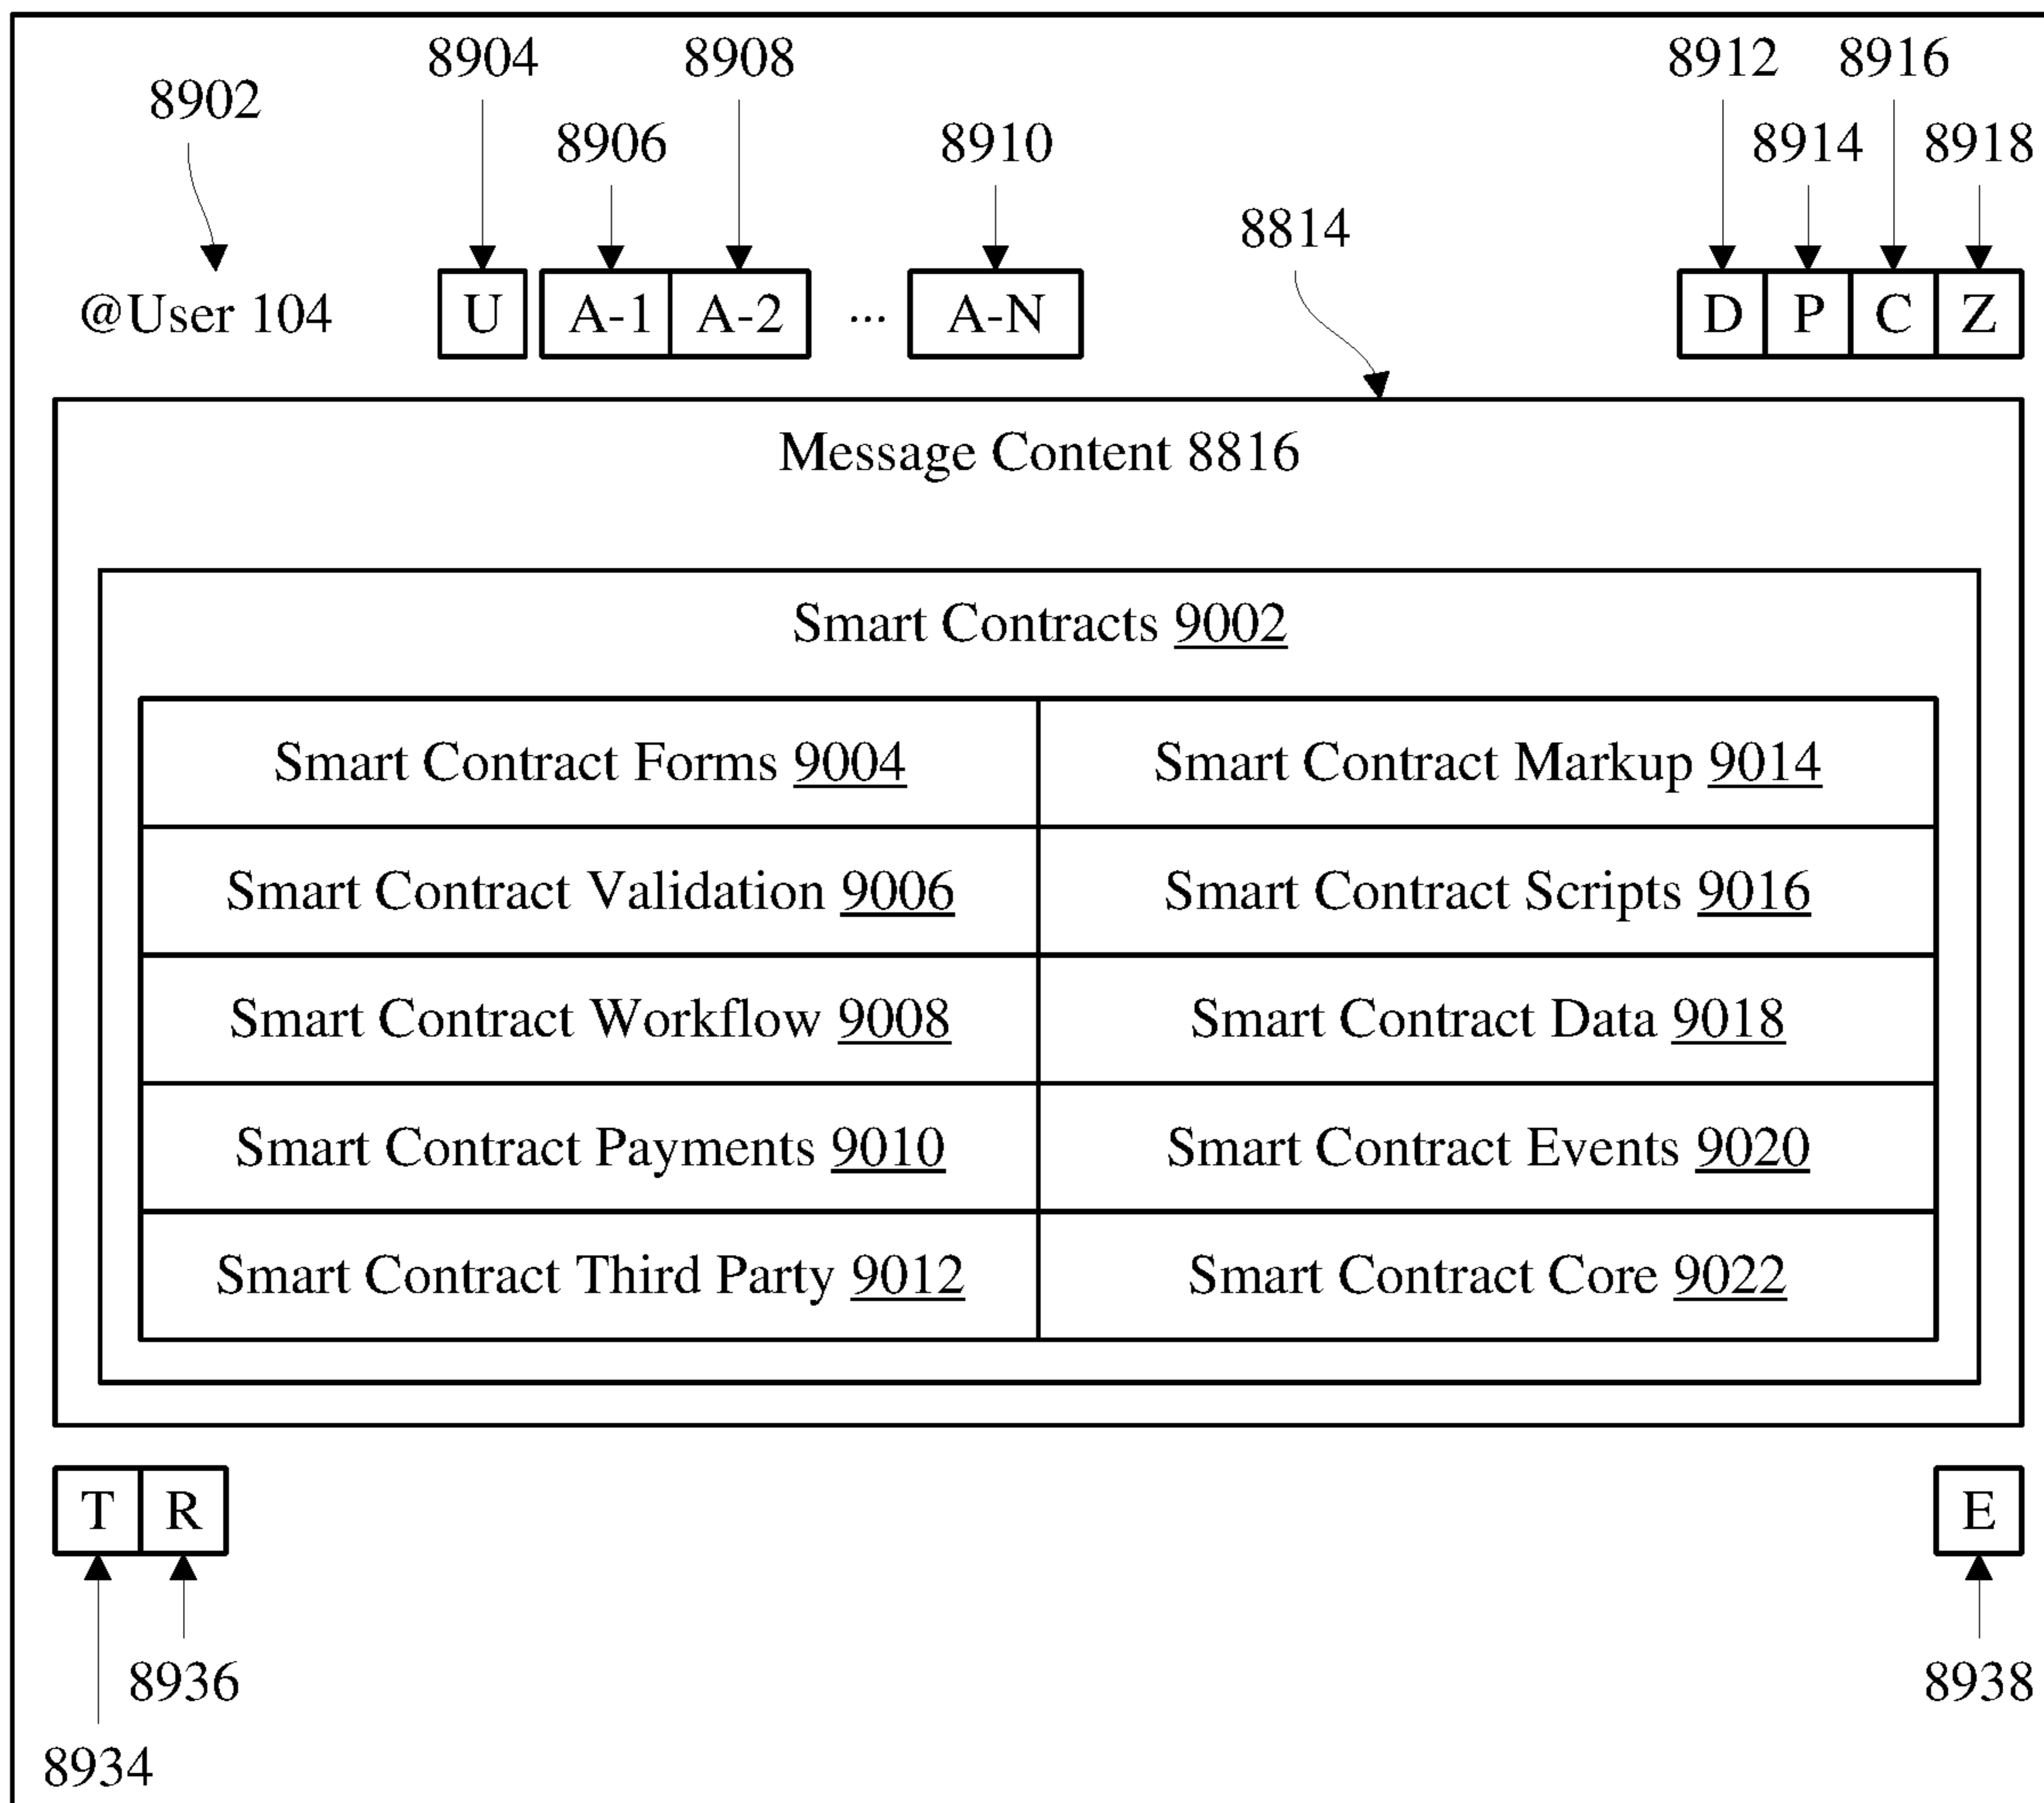 8904 8908 8912 8916
8902 8906 8910 8914 8918
8814
@User 104 U A-1 A-2 ... A-N D P C Z
Message Content 8816
Smart Contracts 9002
Smart Contract Forms 9004 Smart Contract Markup 9014
Smart Contract Validation 9006 Smart Contract Scripts 9016
Smart Contract Workflow 9008 Smart Contract Data 9018
Smart Contract Payments 9010 Smart Contract Events 9020
Smart Contract Third Party 9012 Smart Contract Core 9022
T R E
8936 8938
8934